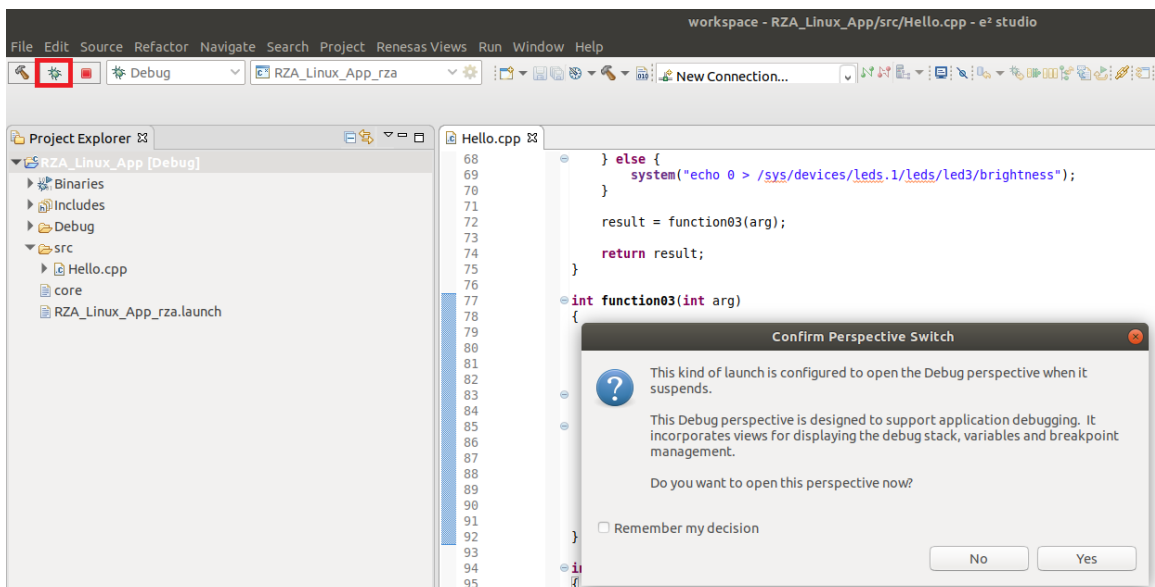 workspace - RZA_Linux_App/src/Hello.cpp - e² studio
File Edit Source Refactor Navigate Search Project Renesas Views Run Window Help
Debug RZA_Linux_App_rza New Connection...
Project Explorer Hello.cpp
RZA_Linux_App [Debug]
Binaries
Includes
Debug
src
Hello.cpp
core
RZA_Linux_App_rza.launch
68 } else {
69 system("echo 0 > /sys/devices/leds.1/leds/led3/brightness");
70 }
71
72 result = function03(arg);
73
74 return result;
75 }
76
77 int function03(int arg)
78 {
79
80
81
82
83
84
85
86
87
88
89
90
91
92 }
93
94 i
95 {
Confirm Perspective Switch
This kind of launch is configured to open the Debug perspective when it
suspends.
This Debug perspective is designed to support application debugging. It
incorporates views for displaying the debug stack, variables and breakpoint
management.
Do you want to open this perspective now?
Remember my decision
No Yes